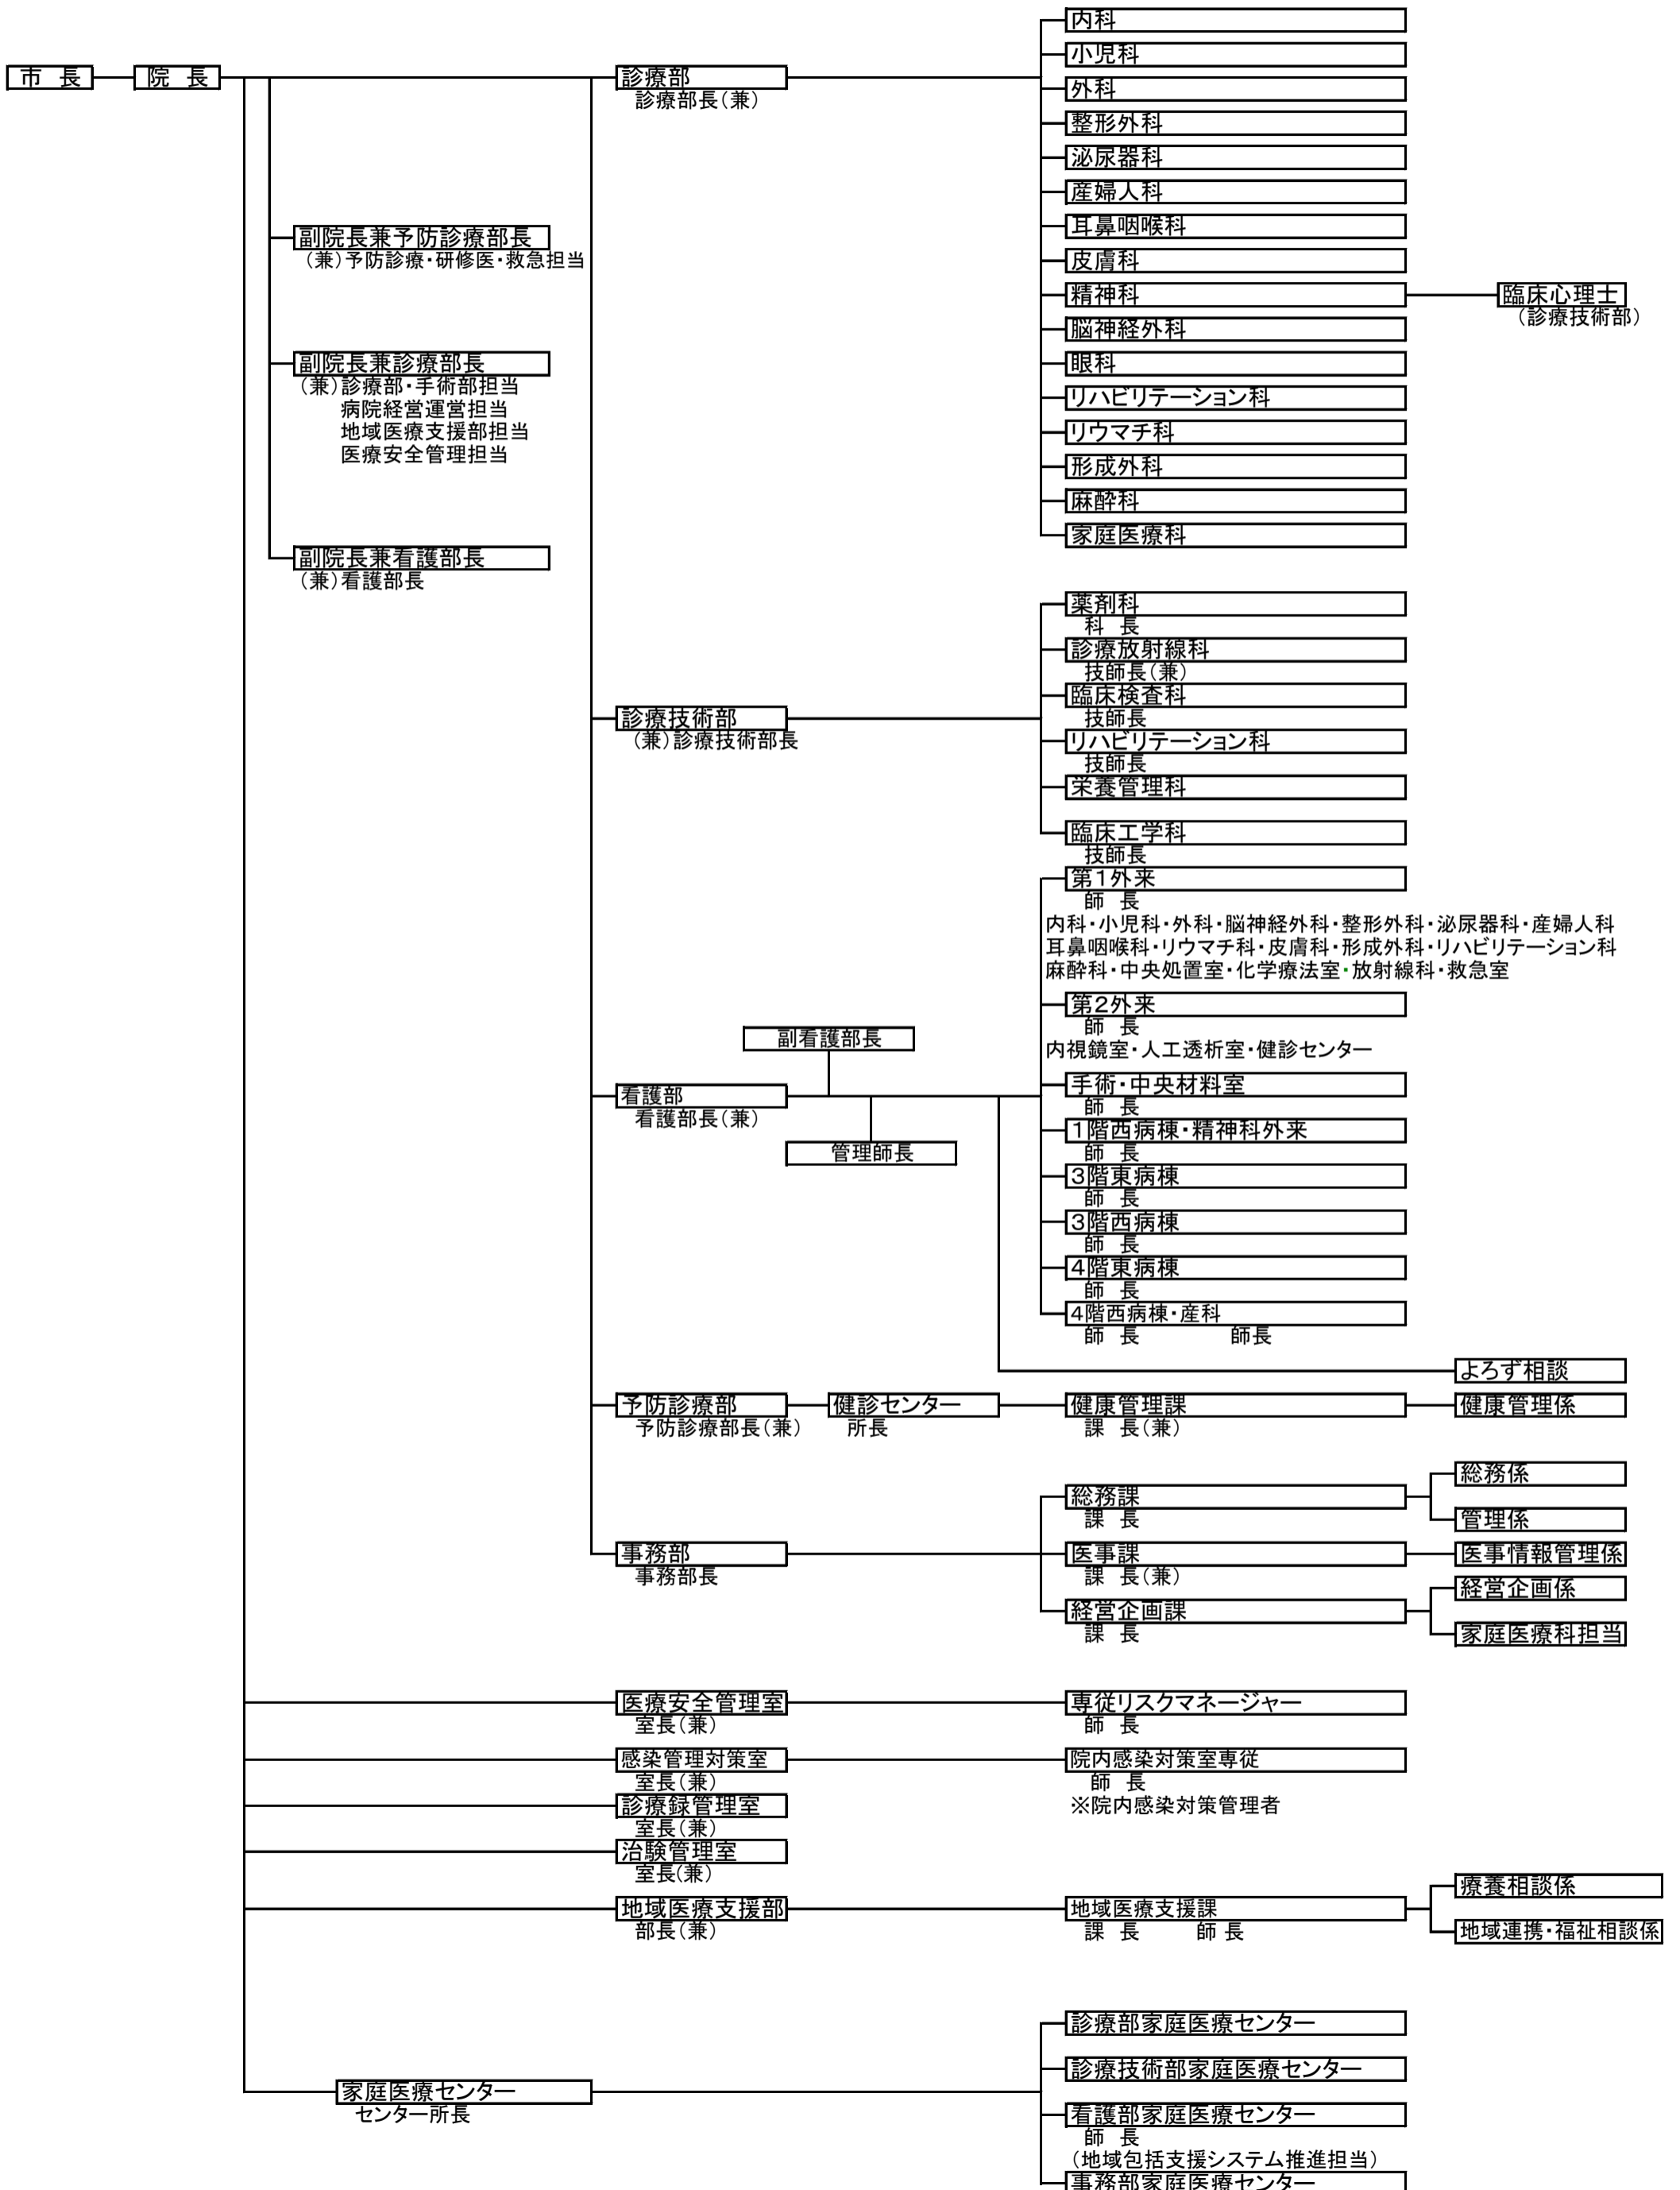 内科
小児科
市　長
院　長
診療部
診療部長（兼）
外科
整形外科
泌尿器科
産婦人科
耳鼻咽喉科
副院長兼予防診療部長
（兼）予防診療・研修医・救急担当
皮膚科
精神科
臨床心理士
（診療技術部）
脳神経外科
副院長兼診療部長
（兼）診療部・手術部担当
病院経営運営担当
地域医療支援部担当
医療安全管理担当
眼科
リハビリテーション科
リウマチ科
形成外科
麻酔科
家庭医療科
副院長兼看護部長
（兼）看護部長
薬剤科
科　長
診療放射線科
技師長（兼）
臨床検査科
技師長
診療技術部
（兼）診療技術部長
リハビリテーション科
技師長
栄養管理科
臨床工学科
技師長
第１外来
師　長
内科・小児科・外科・脳神経外科・整形外科・泌尿器科・産婦人科
耳鼻咽喉科・リウマチ科・皮膚科・形成外科・リハビリテーション科
麻酔科・中央処置室・化学療法室・放射線科・救急室
第２外来
師　長
内視鏡室・人工透析室・健診センター
副看護部長
看護部
看護部長（兼）
管理師長
手術・中央材料室
師　長
１階西病棟・精神科外来
師　長
３階東病棟
師　長
３階西病棟
師　長
４階東病棟
師　長
４階西病棟・産科
師　長　　　　師長
よろず相談
予防診療部
予防診療部長（兼）
健診センター
所長
健康管理課
課　長（兼）
健康管理係
総務課
課　長
総務係
管理係
事務部
事務部長
医事課
課　長（兼）
医事情報管理係
経営企画課
課　長
経営企画係
家庭医療科担当
医療安全管理室
室長（兼）
専従リスクマネージャー
師　長
感染管理対策室
室長（兼）
院内感染対策室専従
師　長
※院内感染対策管理者
診療録管理室
室長（兼）
治験管理室
室長(兼）
地域医療支援部
部長（兼）
地域医療支援課
課　長　　　師 長
療養相談係
地域連携・福祉相談係
家庭医療センター
センター所長
診療部家庭医療センター
診療技術部家庭医療センター
看護部家庭医療センター
師　長
（地域包括支援システム推進担当）
事務部家庭医療センター